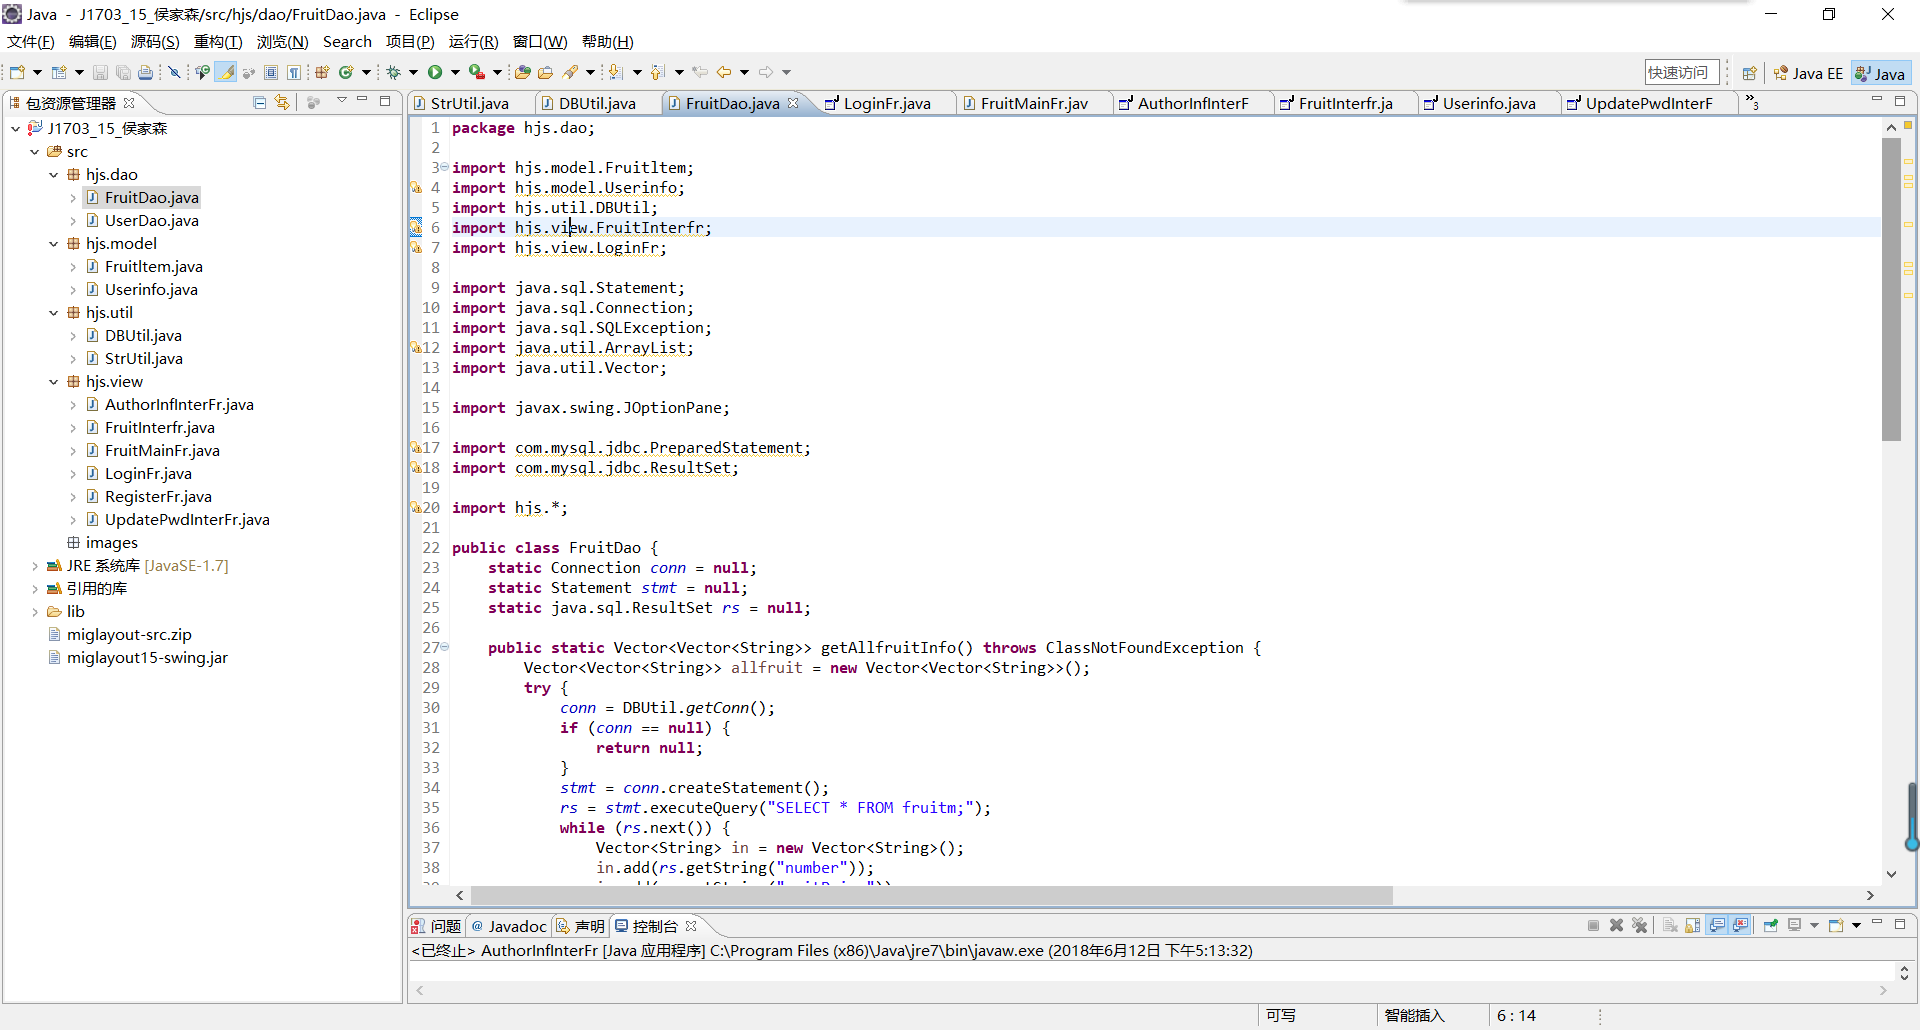 Java - J1703_15_侯家森/src/hjs/dao/FruitDao.java - Eclipse
文件(F) 编辑(E) 源码(S) 重构(T) 浏览(N) Search 项目(P) 运行(R) 窗口(W) 帮助(H)
快速访问 Java EE Java
包资源管理器
J1703_15_侯家森
src
hjs.dao
FruitDao.java
UserDao.java
hjs.model
FruitItem.java
Userinfo.java
hjs.util
DBUtil.java
StrUtil.java
hjs.view
AuthorInfInterFr.java
FruitInterfr.java
FruitMainFr.java
LoginFr.java
RegisterFr.java
UpdatePwdInterFr.java
images
JRE 系统库 [JavaSE-1.7]
引用的库
lib
miglayout-src.zip
miglayout15-swing.jar
StrUtil.java DBUtil.java FruitDao.java LoginFr.java FruitMainFr.jav AuthorInfInterF FruitInterfr.ja Userinfo.java UpdatePwdInterF »3
1 package hjs.dao;
2
3 import hjs.model.FruitItem;
4 import hjs.model.Userinfo;
5 import hjs.util.DBUtil;
6 import hjs.view.FruitInterfr;
7 import hjs.view.LoginFr;
8
9 import java.sql.Statement;
10 import java.sql.Connection;
11 import java.sql.SQLException;
12 import java.util.ArrayList;
13 import java.util.Vector;
14
15 import javax.swing.JOptionPane;
16
17 import com.mysql.jdbc.PreparedStatement;
18 import com.mysql.jdbc.ResultSet;
19
20 import hjs.*;
21
22 public class FruitDao {
23 static Connection conn = null;
24 static Statement stmt = null;
25 static java.sql.ResultSet rs = null;
26
27 public static Vector<Vector<String>> getAllfruitInfo() throws ClassNotFoundException {
28 Vector<Vector<String>> allfruit = new Vector<Vector<String>>();
29 try {
30 conn = DBUtil.getConn();
31 if (conn == null) {
32 return null;
33 }
34 stmt = conn.createStatement();
35 rs = stmt.executeQuery("SELECT * FROM fruitm;");
36 while (rs.next()) {
37 Vector<String> in = new Vector<String>();
38 in.add(rs.getString("number"));
问题 @ Javadoc 声明 控制台
<已终止> AuthorInfInterFr [Java 应用程序] C:\Program Files (x86)\Java\jre7\bin\javaw.exe (2018年6月12日 下午5:13:32)
可写 智能插入 6 : 14